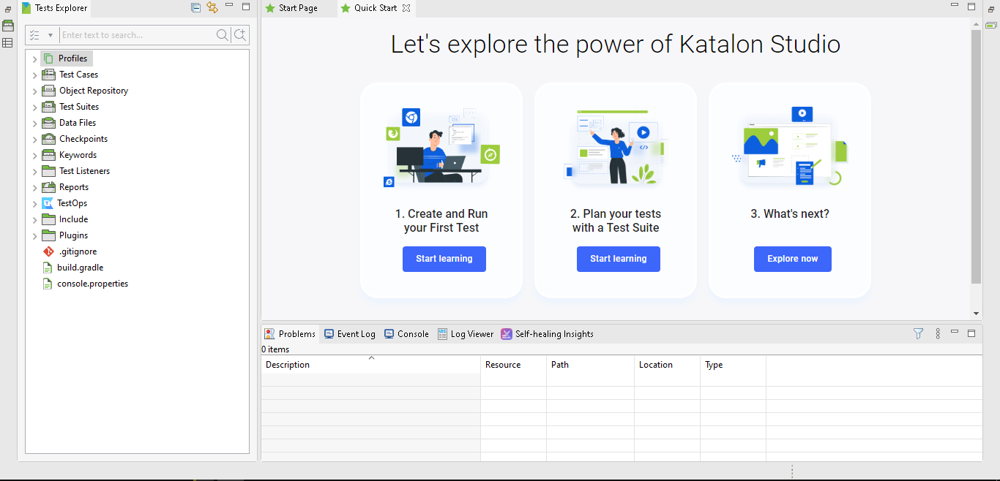 Tests Explorer
Enter text to search...
Profiles
Test Cases
Object Repository
Test Suites
Data Files
Checkpoints
Keywords
Test Listeners
Reports
TestOps
Include
Plugins
.gitignore
build.gradle
console.properties
Start Page
Quick Start
Let's explore the power of Katalon Studio
1. Create and Run
your First Test
Start learning
2. Plan your tests
with a Test Suite
Start learning
3. What's next?
Explore now
Problems
Event Log
Console
Log Viewer
Self-healing Insights
0 items
Description
Resource
Path
Location
Type